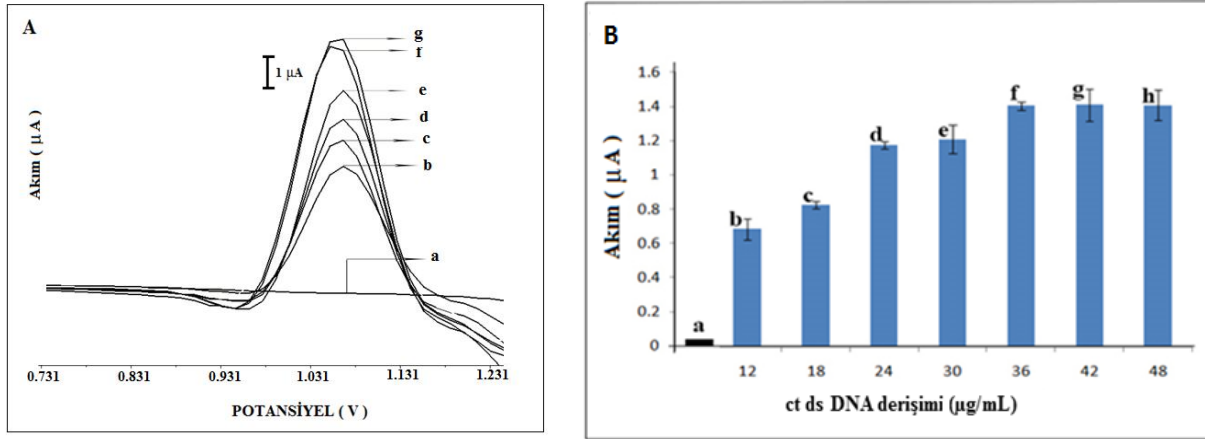 A
g
f
1 µA
e
d
c
b
a
Akım ( µA )
0.731 0.831 0.931 1.031 1.131 1.231
POTANSİYEL ( V )
B
1.6
1.4
1.2
1
0.8
0.6
0.4
0.2
0
Akım ( µ A )
a b c d e f g h
12 18 24 30 36 42 48
ct ds DNA derişimi (µg/mL)